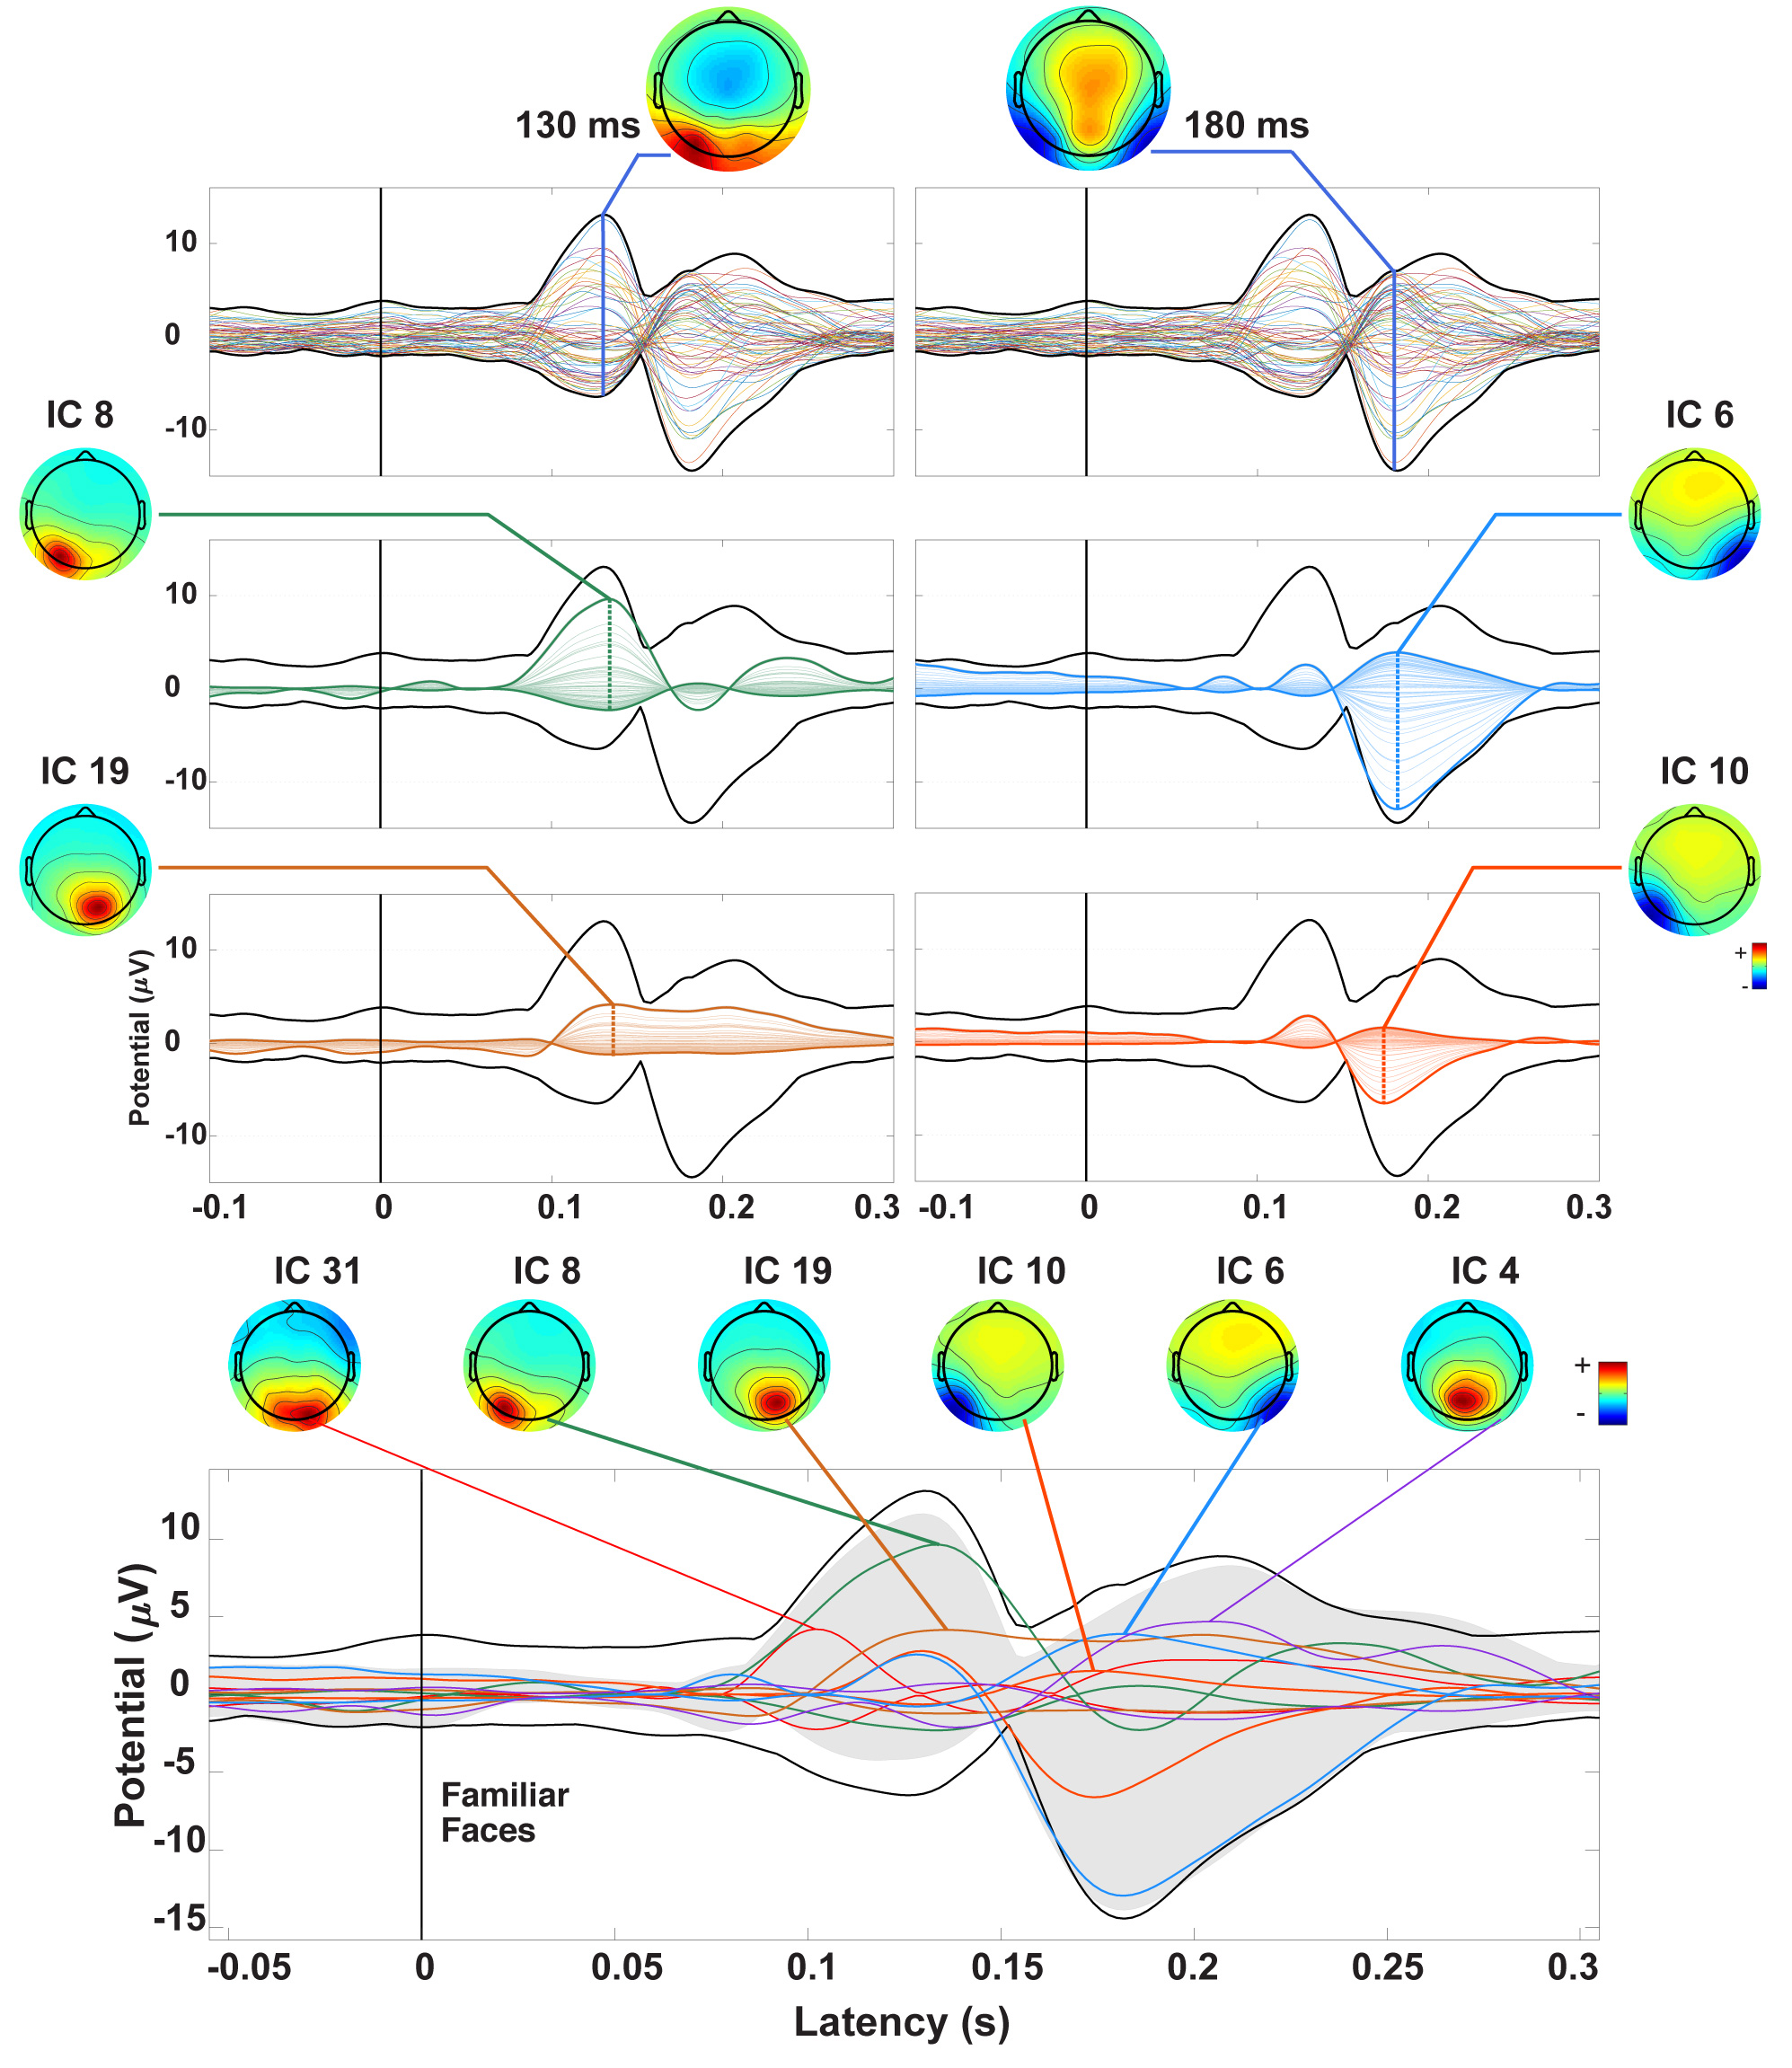 130 ms
180 ms
10
0
-10
IC 8
IC 6
10
0
-10
IC 19
IC 10
+
-
Potential (μV)
10
0
-10
-0.1 0 0.1 0.2 0.3
-0.1 0 0.1 0.2 0.3
IC 31 IC 8 IC 19 IC 10 IC 6 IC 4
+
-
Potential (μV)
10
5
0
-5
-10
-15
Familiar
Faces
-0.05 0 0.05 0.1 0.15 0.2 0.25 0.3
Latency (s)